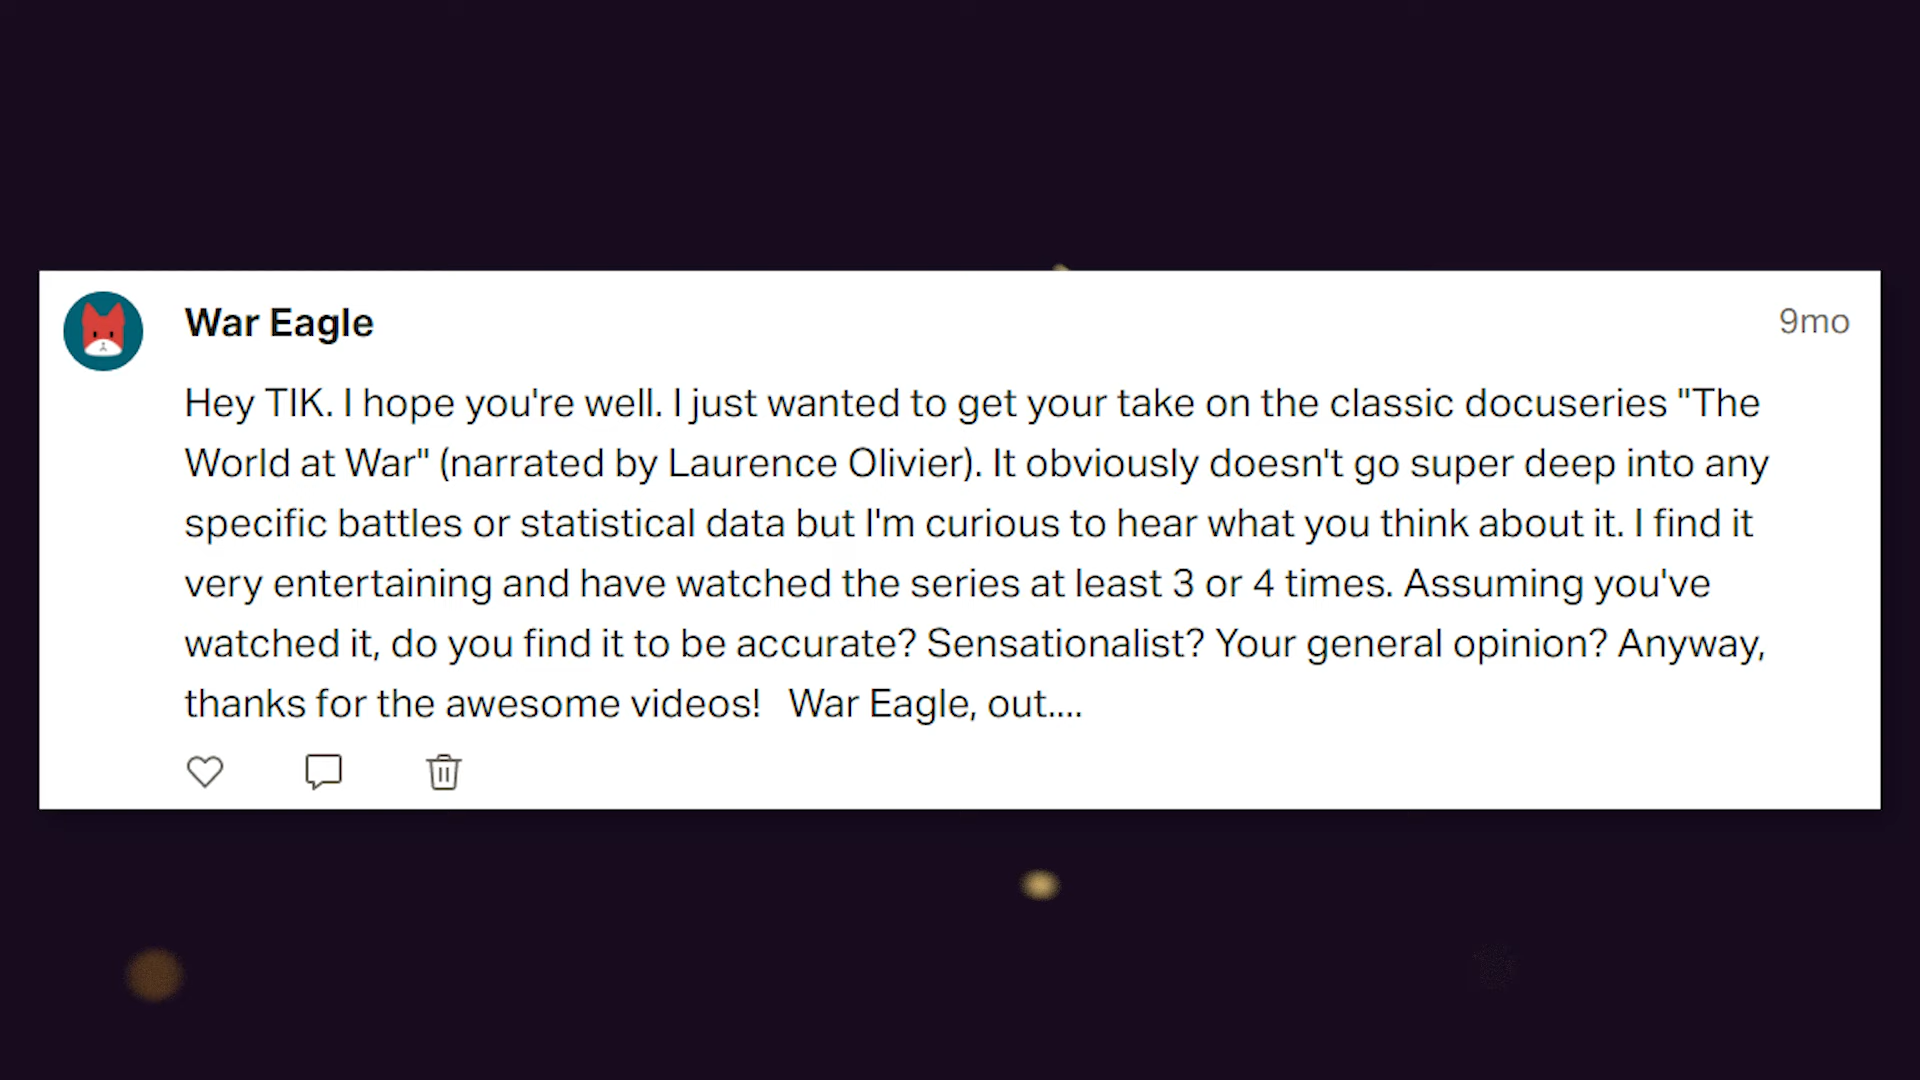 War Eagle
9mo
Hey TIK. I hope you're well. I just wanted to get your take on the classic docuseries "The
World at War" (narrated by Laurence Olivier). It obviously doesn't go super deep into any
specific battles or statistical data but I'm curious to hear what you think about it. I find it
very entertaining and have watched the series at least 3 or 4 times. Assuming you've
watched it, do you find it to be accurate? Sensationalist? Your general opinion? Anyway,
thanks for the awesome videos!   War Eagle, out....